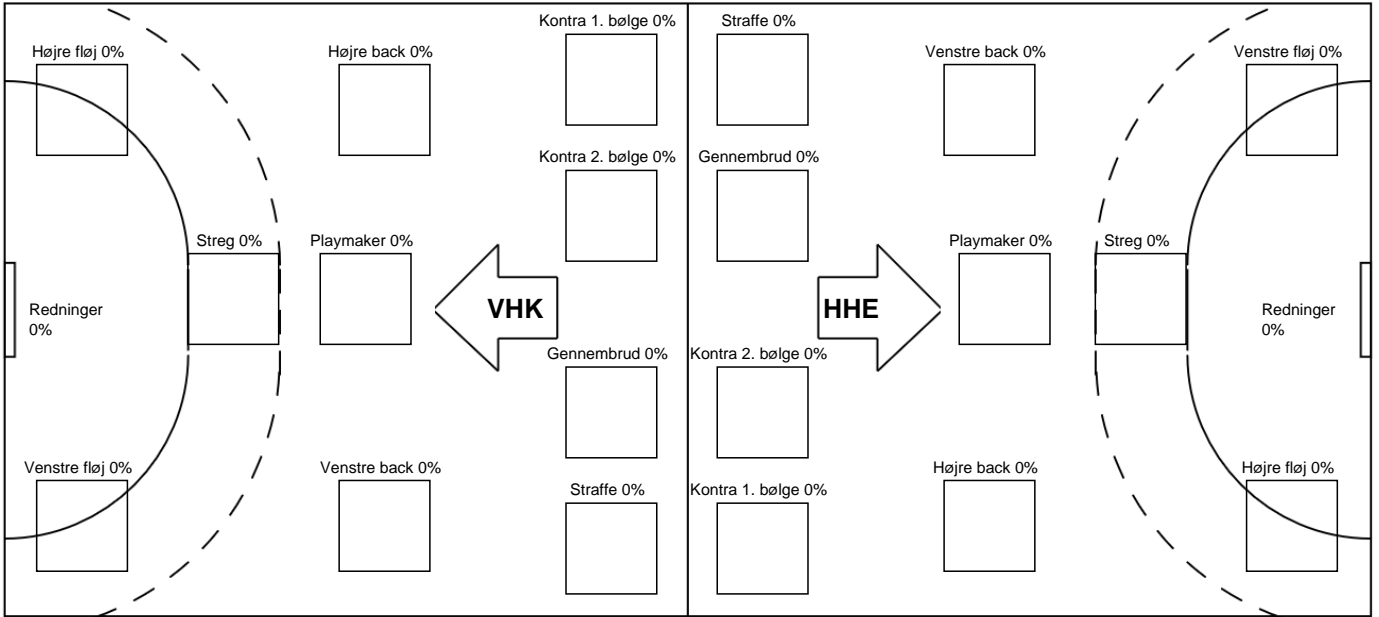 Kontra 1. bølge 0%
Straffe 0%
Højre fløj 0%
Højre back 0%
Venstre back 0%
Venstre fløj 0%
Kontra 2. bølge 0%
Gennembrud 0%
Streg 0%
Playmaker 0%
Playmaker 0%
Streg 0%
Redninger
0%
VHK
HHE
Redninger
0%
Gennembrud 0%
Kontra 2. bølge 0%
Venstre fløj 0%
Venstre back 0%
Højre back 0%
Højre fløj 0%
Straffe 0%
Kontra 1. bølge 0%